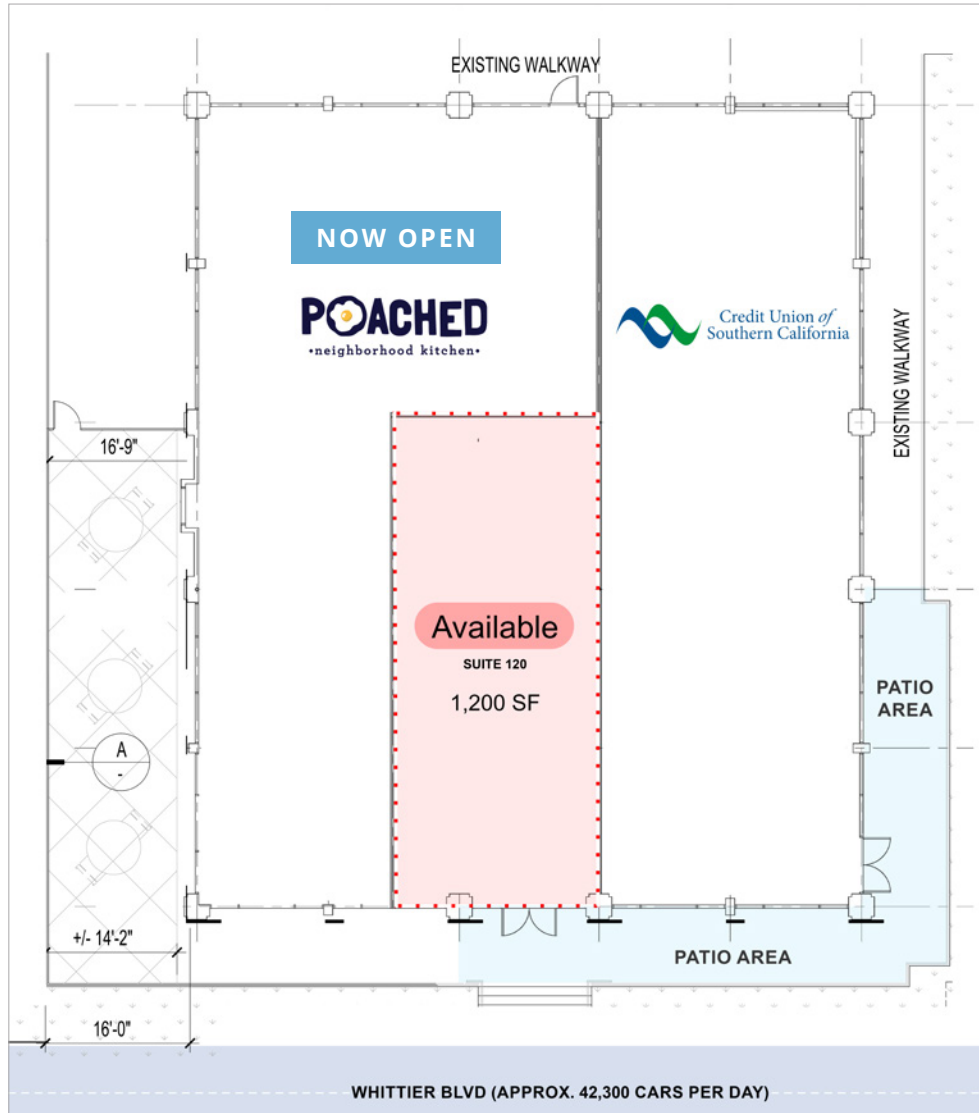 EXISTING WALKWAY
NOW OPEN
POACHED
•neighborhood kitchen•
Credit Union of
Southern California
EXISTING WALKWAY
16'-9"
Available
SUITE 120
1,200 SF
PATIO
AREA
A
-
+/- 14'-2"
PATIO AREA
16'-0"
WHITTIER BLVD (APPROX. 42,300 CARS PER DAY)